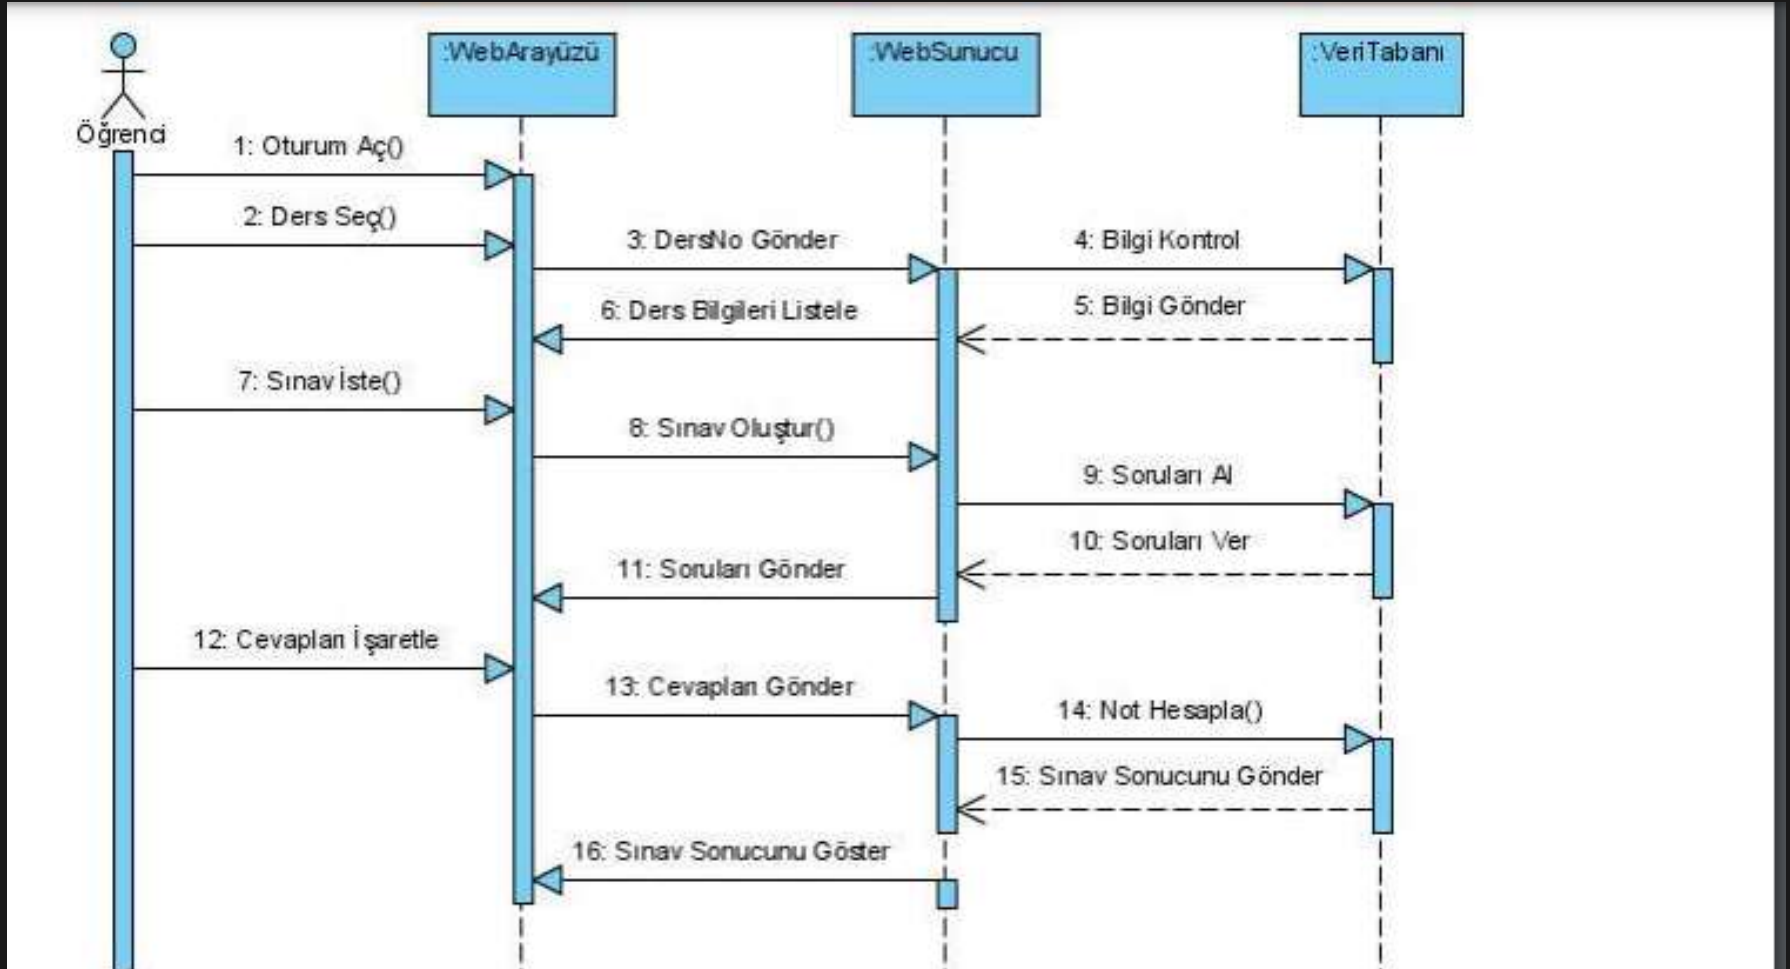 :WebArayüzü
:WebSunucu
:VeriTabanı
Öğrenci
1: Oturum Aç()
2: Ders Seç()
3: DersNo Gönder
4: Bilgi Kontrol
5: Bilgi Gönder
6: Ders Bilgileri Listele
7: Sınav İste()
8: Sınav Oluştur()
9: Soruları Al
10: Soruları Ver
11: Soruları Gönder
12: Cevapları İşaretle
13: Cevapları Gönder
14: Not Hesapla()
15: Sınav Sonucunu Gönder
16: Sınav Sonucunu Göster